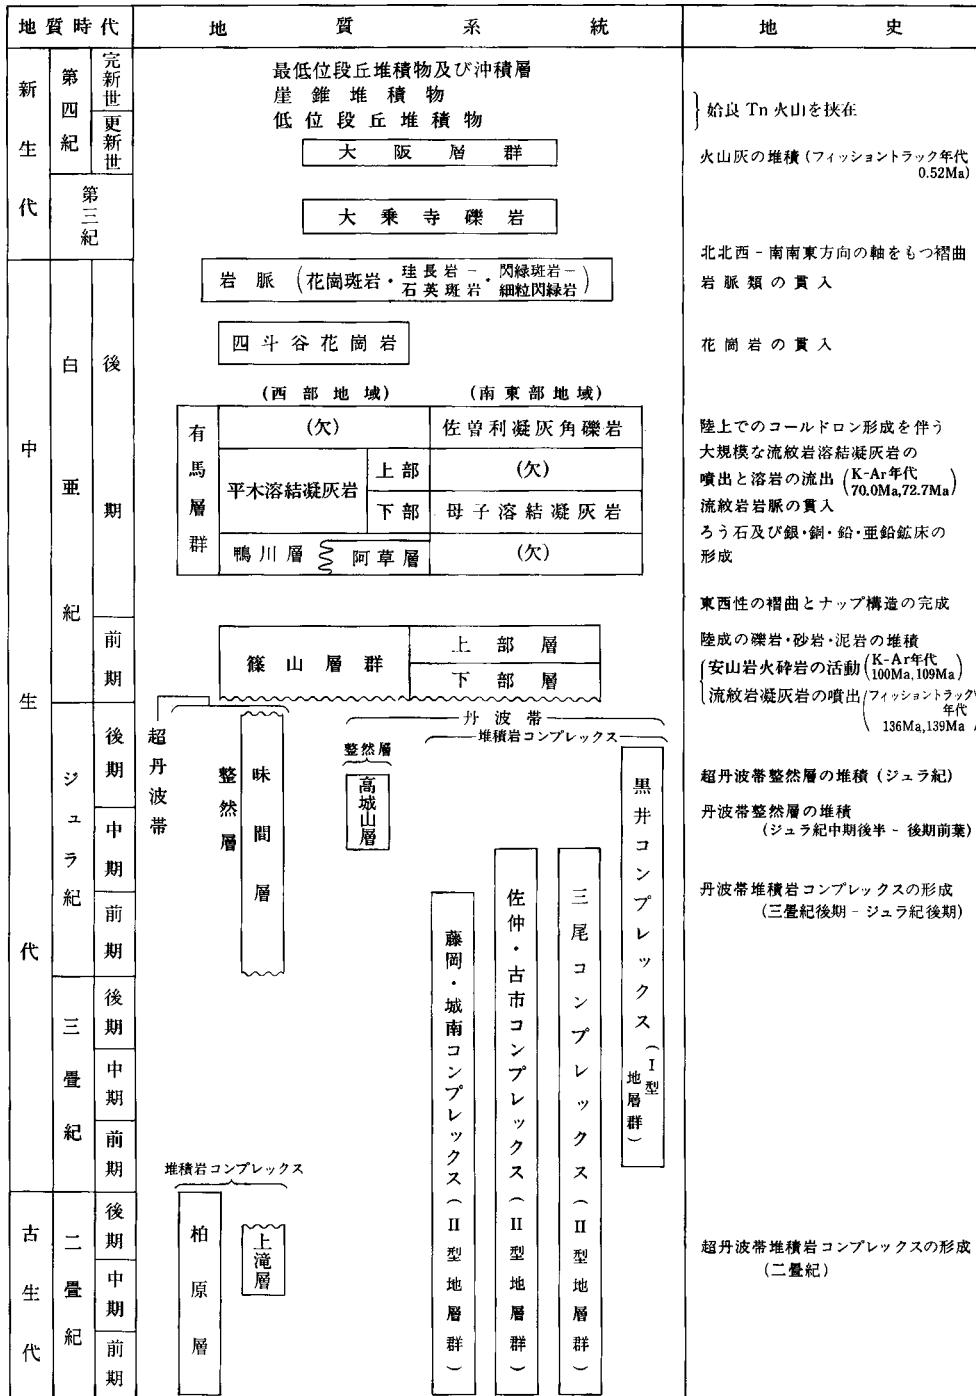 地質時代 地質系統 地史
新生代
第四紀
完新世
更新世
第三紀
最低位段丘堆積物及び沖積層
崖錐堆積物
低位段丘堆積物
始良 Tn 火山を挟在
大阪層群
火山灰の堆積 (フィッショントラック年代
0.52Ma)
大乗寺礫岩
北北西 - 南南東方向の軸をもつ褶曲
中生代
白亜紀
後期
岩脈 (花崗斑岩・珪長岩－石英斑岩・閃緑斑岩－細粒閃緑岩)
岩脈類の貫入
四斗谷花崗岩
花崗岩の貫入
(西部地域) (南東部地域)
有馬層群
(欠) 佐曽利凝灰角礫岩
平木溶結凝灰岩
上部 (欠)
下部 母子溶結凝灰岩
鴨川層 阿草層 (欠)
陸上でのコールドロン形成を伴う
大規模な流紋岩溶結凝灰岩の
噴出と溶岩の流出 (K-Ar年代
70.0Ma,72.7Ma)
流紋岩岩脈の貫入
ろう石及び銀・銅・鉛・亜鉛鉱床の
形成
東西性の褶曲とナップ構造の完成
前期
篠山層群
上部層
下部層
陸成の礫岩・砂岩・泥岩の堆積
安山岩火砕岩の活動 (K-Ar年代
100Ma,109Ma)
流紋岩凝灰岩の噴出 (フィッショントラック
年代
136Ma,139Ma
ジュラ紀
後期
中期
前期
超丹波帯
整然層
味間層
丹波帯
堆積岩コンプレックス
整然層
高城山層
黒井コンプレックス (I型地層群)
三尾コンプレックス (II型地層群)
佐仲・古市コンプレックス (II型地層群)
藤岡・城南コンプレックス (II型地層群)
超丹波帯整然層の堆積 (ジュラ紀)
丹波帯整然層の堆積
(ジュラ紀中期後半 - 後期前葉)
丹波帯堆積岩コンプレックスの形成
(三畳紀後期 - ジュラ紀後期)
三畳紀
後期
中期
前期
堆積岩コンプレックス
古生代
二畳紀
後期
中期
前期
柏原層
上滝層
超丹波帯堆積岩コンプレックスの形成
(二畳紀)